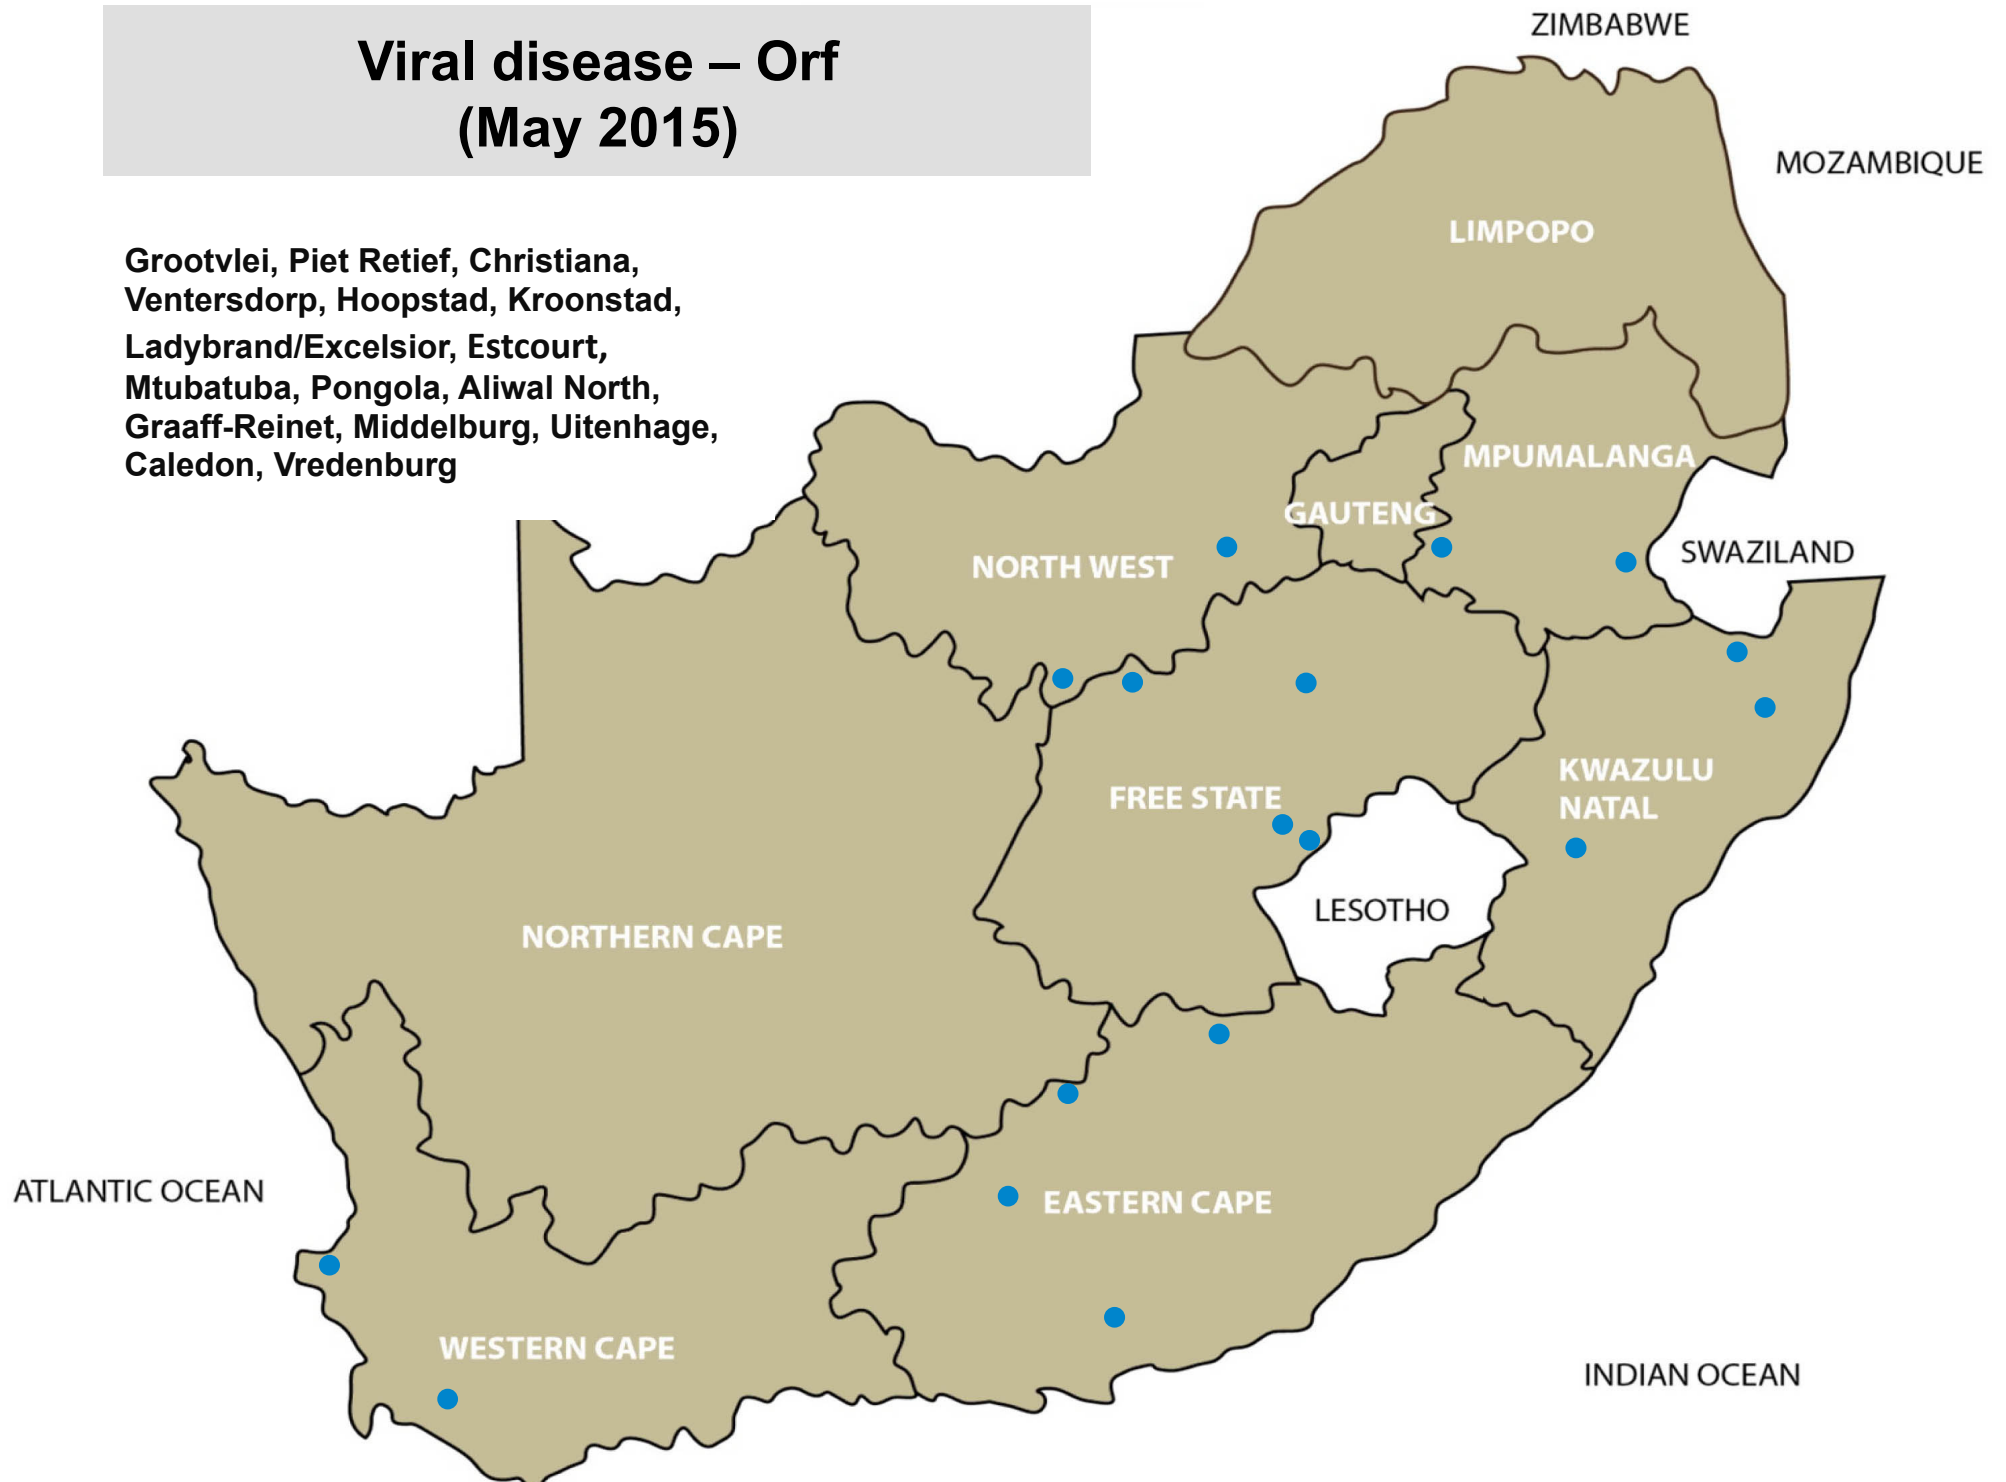 Viral disease – Orf
(May 2015)
Grootvlei, Piet Retief, Christiana,
Ventersdorp, Hoopstad, Kroonstad,
Ladybrand/Excelsior, Estcourt,
Mtubatuba, Pongola, Aliwal North,
Graaff-Reinet, Middelburg, Uitenhage,
Caledon, Vredenburg
ZIMBABWE
MOZAMBIQUE
LIMPOPO
MPUMALANGA
GAUTENG
NORTH WEST
SWAZILAND
KWAZULU
NATAL
FREE STATE
LESOTHO
NORTHERN CAPE
ATLANTIC OCEAN
EASTERN CAPE
WESTERN CAPE
INDIAN OCEAN